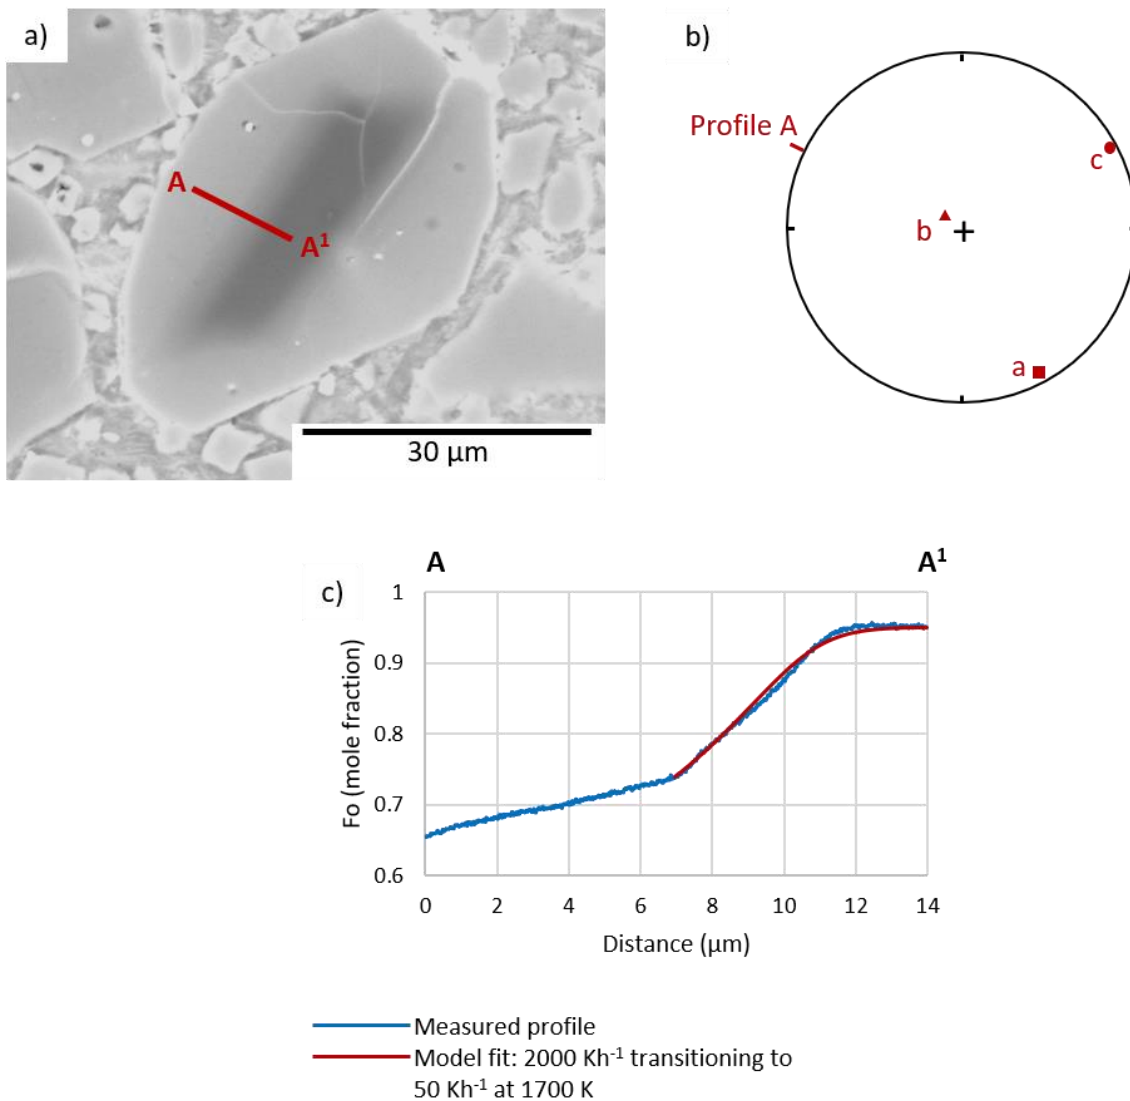 a)
A
A¹
30 µm
b)
Profile A
c
b
a
c)
A
A¹
Fo (mole fraction)
1
0.9
0.8
0.7
0.6
0
2
4
6
8
10
12
14
Distance (µm)
Measured profile
Model fit: 2000 Kh⁻¹ transitioning to
50 Kh⁻¹ at 1700 K